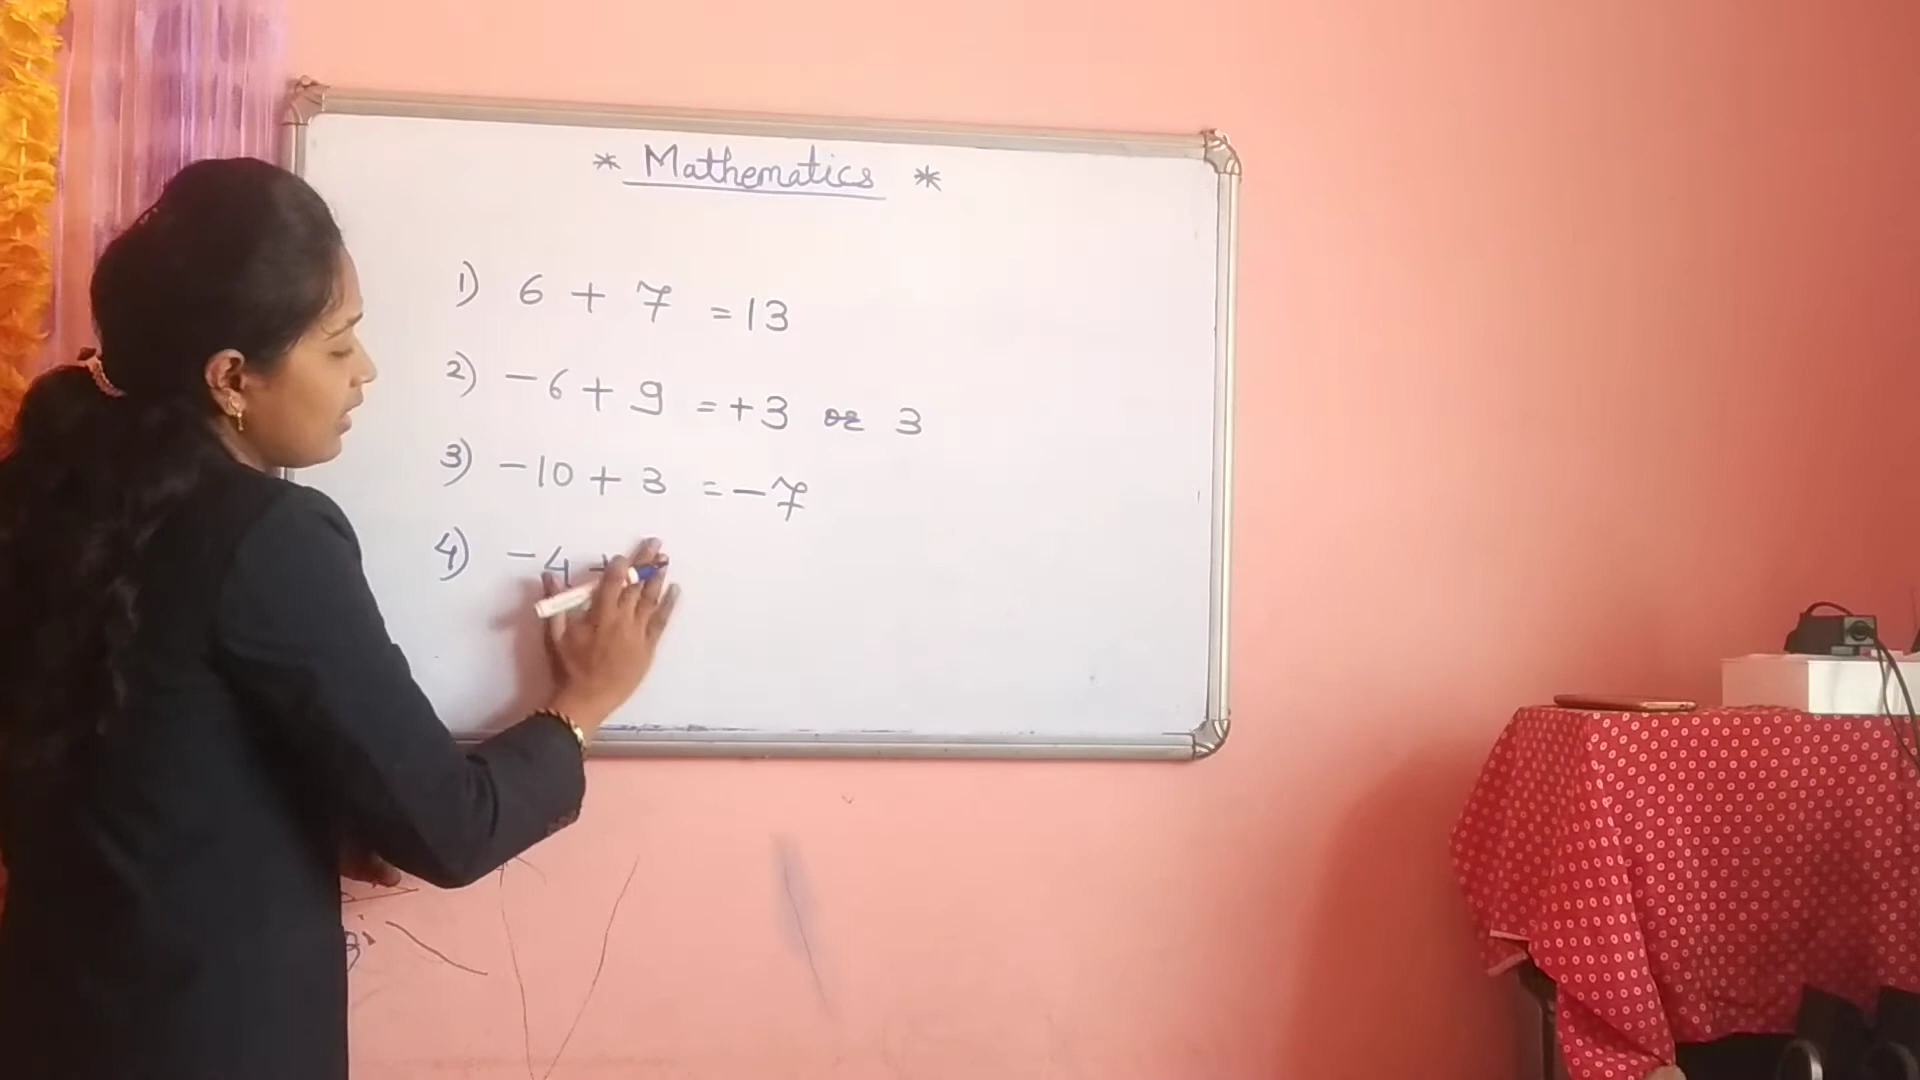 * Mathematics *
1) 6 + 7 = 13
2) -6 + 9 = +3 or 3
3) -10 + 3 = -7
4) -4 +